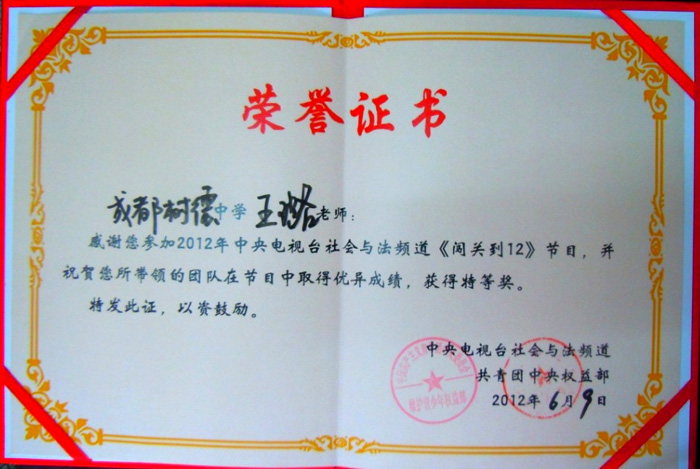 荣誉证书
成都树德中学 王珞老师：
感谢您参加2012年中央电视台社会与法频道《闯关到12》节目，并
祝贺您所带领的团队在节目中取得优异成绩，获得特等奖。
特发此证，以资鼓励。
中央电视台社会与法频道
共青团中央权益部
2012年6月9日